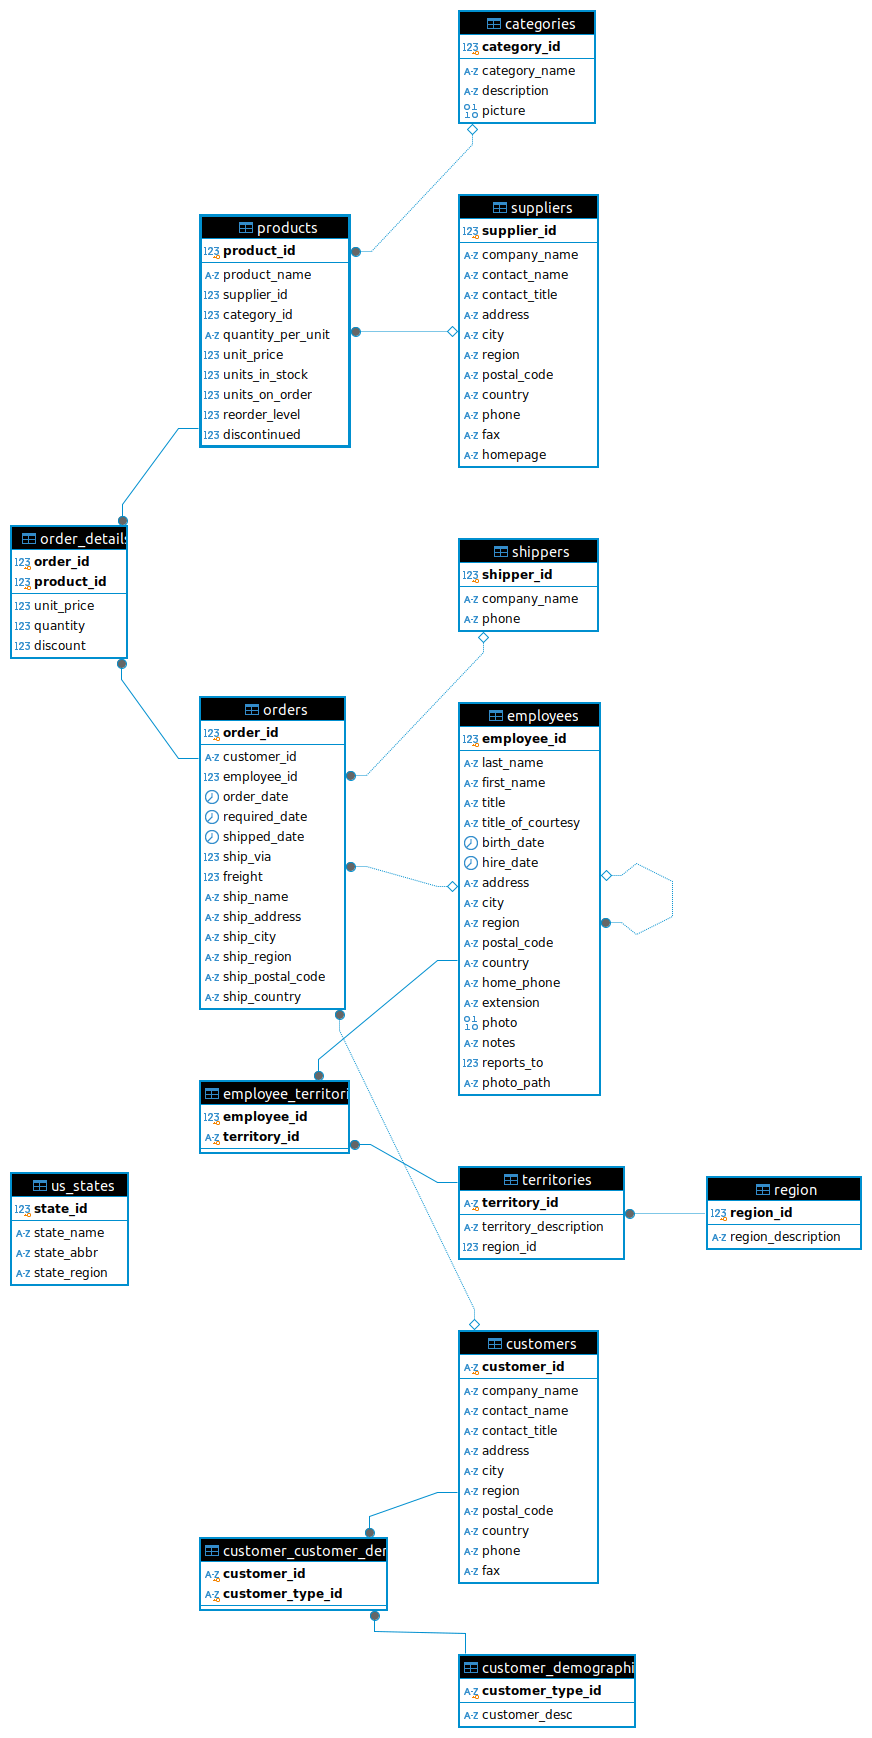 categories
123 category_id
A-Z category_name
A-Z description
picture
products
123 product_id
A-Z product_name
123 supplier_id
123 category_id
A-Z quantity_per_unit
123 unit_price
123 units_in_stock
123 units_on_order
123 reorder_level
123 discontinued
suppliers
123 supplier_id
A-Z company_name
A-Z contact_name
A-Z contact_title
A-Z address
A-Z city
A-Z region
A-Z postal_code
A-Z country
A-Z phone
A-Z fax
A-Z homepage
order_details
123 order_id
123 product_id
123 unit_price
123 quantity
123 discount
shippers
123 shipper_id
A-Z company_name
A-Z phone
orders
123 order_id
A-Z customer_id
123 employee_id
order_date
required_date
shipped_date
123 ship_via
123 freight
A-Z ship_name
A-Z ship_address
A-Z ship_city
A-Z ship_region
A-Z ship_postal_code
A-Z ship_country
employees
123 employee_id
A-Z last_name
A-Z first_name
A-Z title
A-Z title_of_courtesy
birth_date
hire_date
A-Z address
A-Z city
A-Z region
A-Z postal_code
A-Z country
A-Z home_phone
A-Z extension
photo
A-Z notes
123 reports_to
A-Z photo_path
employee_territori
123 employee_id
A-Z territory_id
us_states
123 state_id
A-Z state_name
A-Z state_abbr
A-Z state_region
territories
A-Z territory_id
A-Z territory_description
123 region_id
region
123 region_id
A-Z region_description
customers
A-Z customer_id
A-Z company_name
A-Z contact_name
A-Z contact_title
A-Z address
A-Z city
A-Z region
A-Z postal_code
A-Z country
A-Z phone
A-Z fax
customer_customer_der
A-Z customer_id
A-Z customer_type_id
customer_demographi
A-Z customer_type_id
A-Z customer_desc